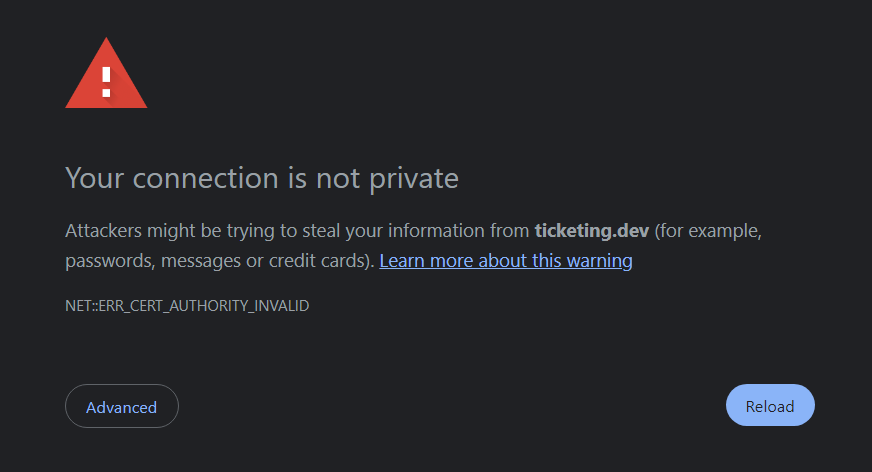 Your connection is not private
Attackers might be trying to steal your information from ticketing.dev (for example,
passwords, messages or credit cards). Learn more about this warning
NET::ERR_CERT_AUTHORITY_INVALID
Advanced
Reload